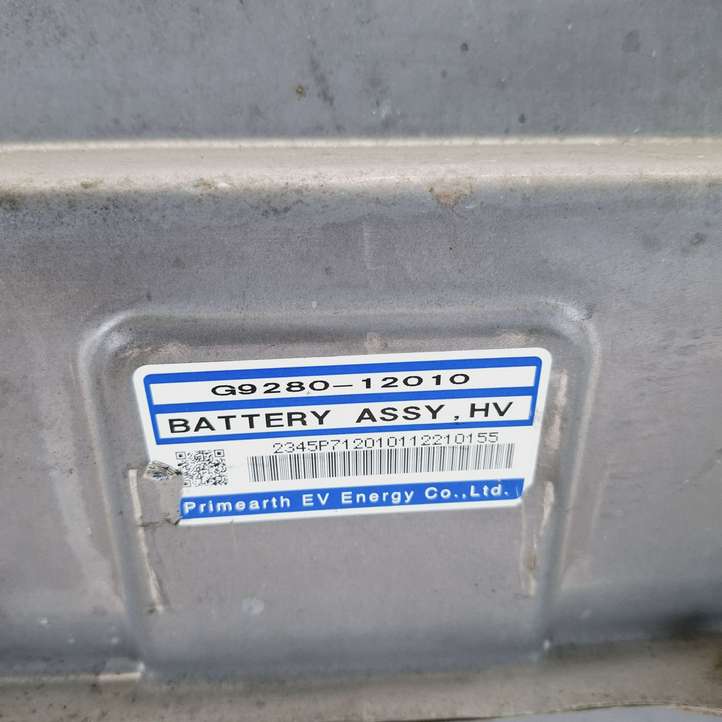 G9280-12010
BATTERY ASSY,HV
2345P712010112210155
Primearth EV Energy Co.,Ltd.